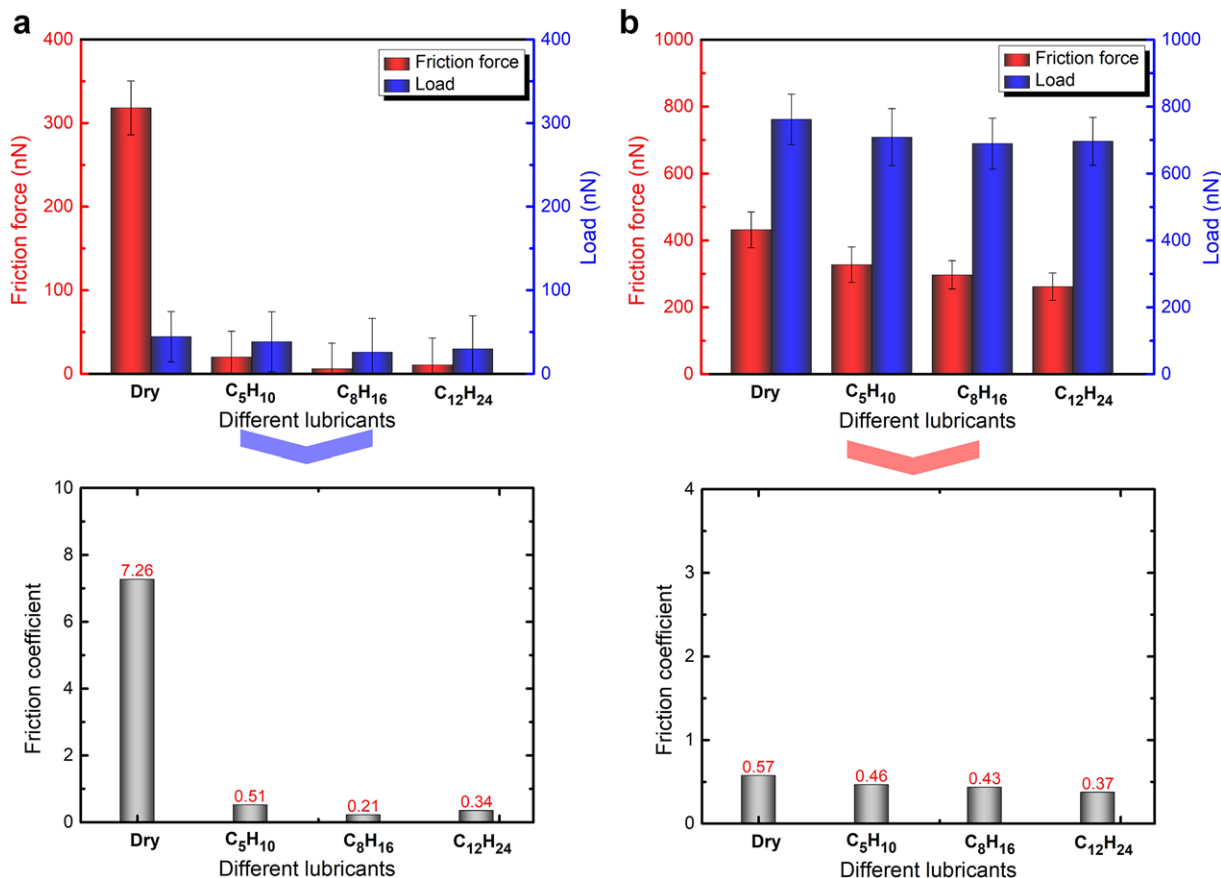 a
400
300
200
100
0
Friction force (nN)
Friction force
Load
400
300
200
100
0
Load (nN)
Dry
C₅H₁₀
C₈H₁₆
C₁₂H₂₄
Different lubricants
10
8
6
4
2
0
Friction coefficient
7.26
0.51
0.21
0.34
Dry
C₅H₁₀
C₈H₁₆
C₁₂H₂₄
Different lubricants
b
1000
800
600
400
200
0
Friction force (nN)
Friction force
Load
1000
800
600
400
200
0
Load (nN)
Dry
C₅H₁₀
C₈H₁₆
C₁₂H₂₄
Different lubricants
4
3
2
1
0
Friction coefficient
0.57
0.46
0.43
0.37
Dry
C₅H₁₀
C₈H₁₆
C₁₂H₂₄
Different lubricants